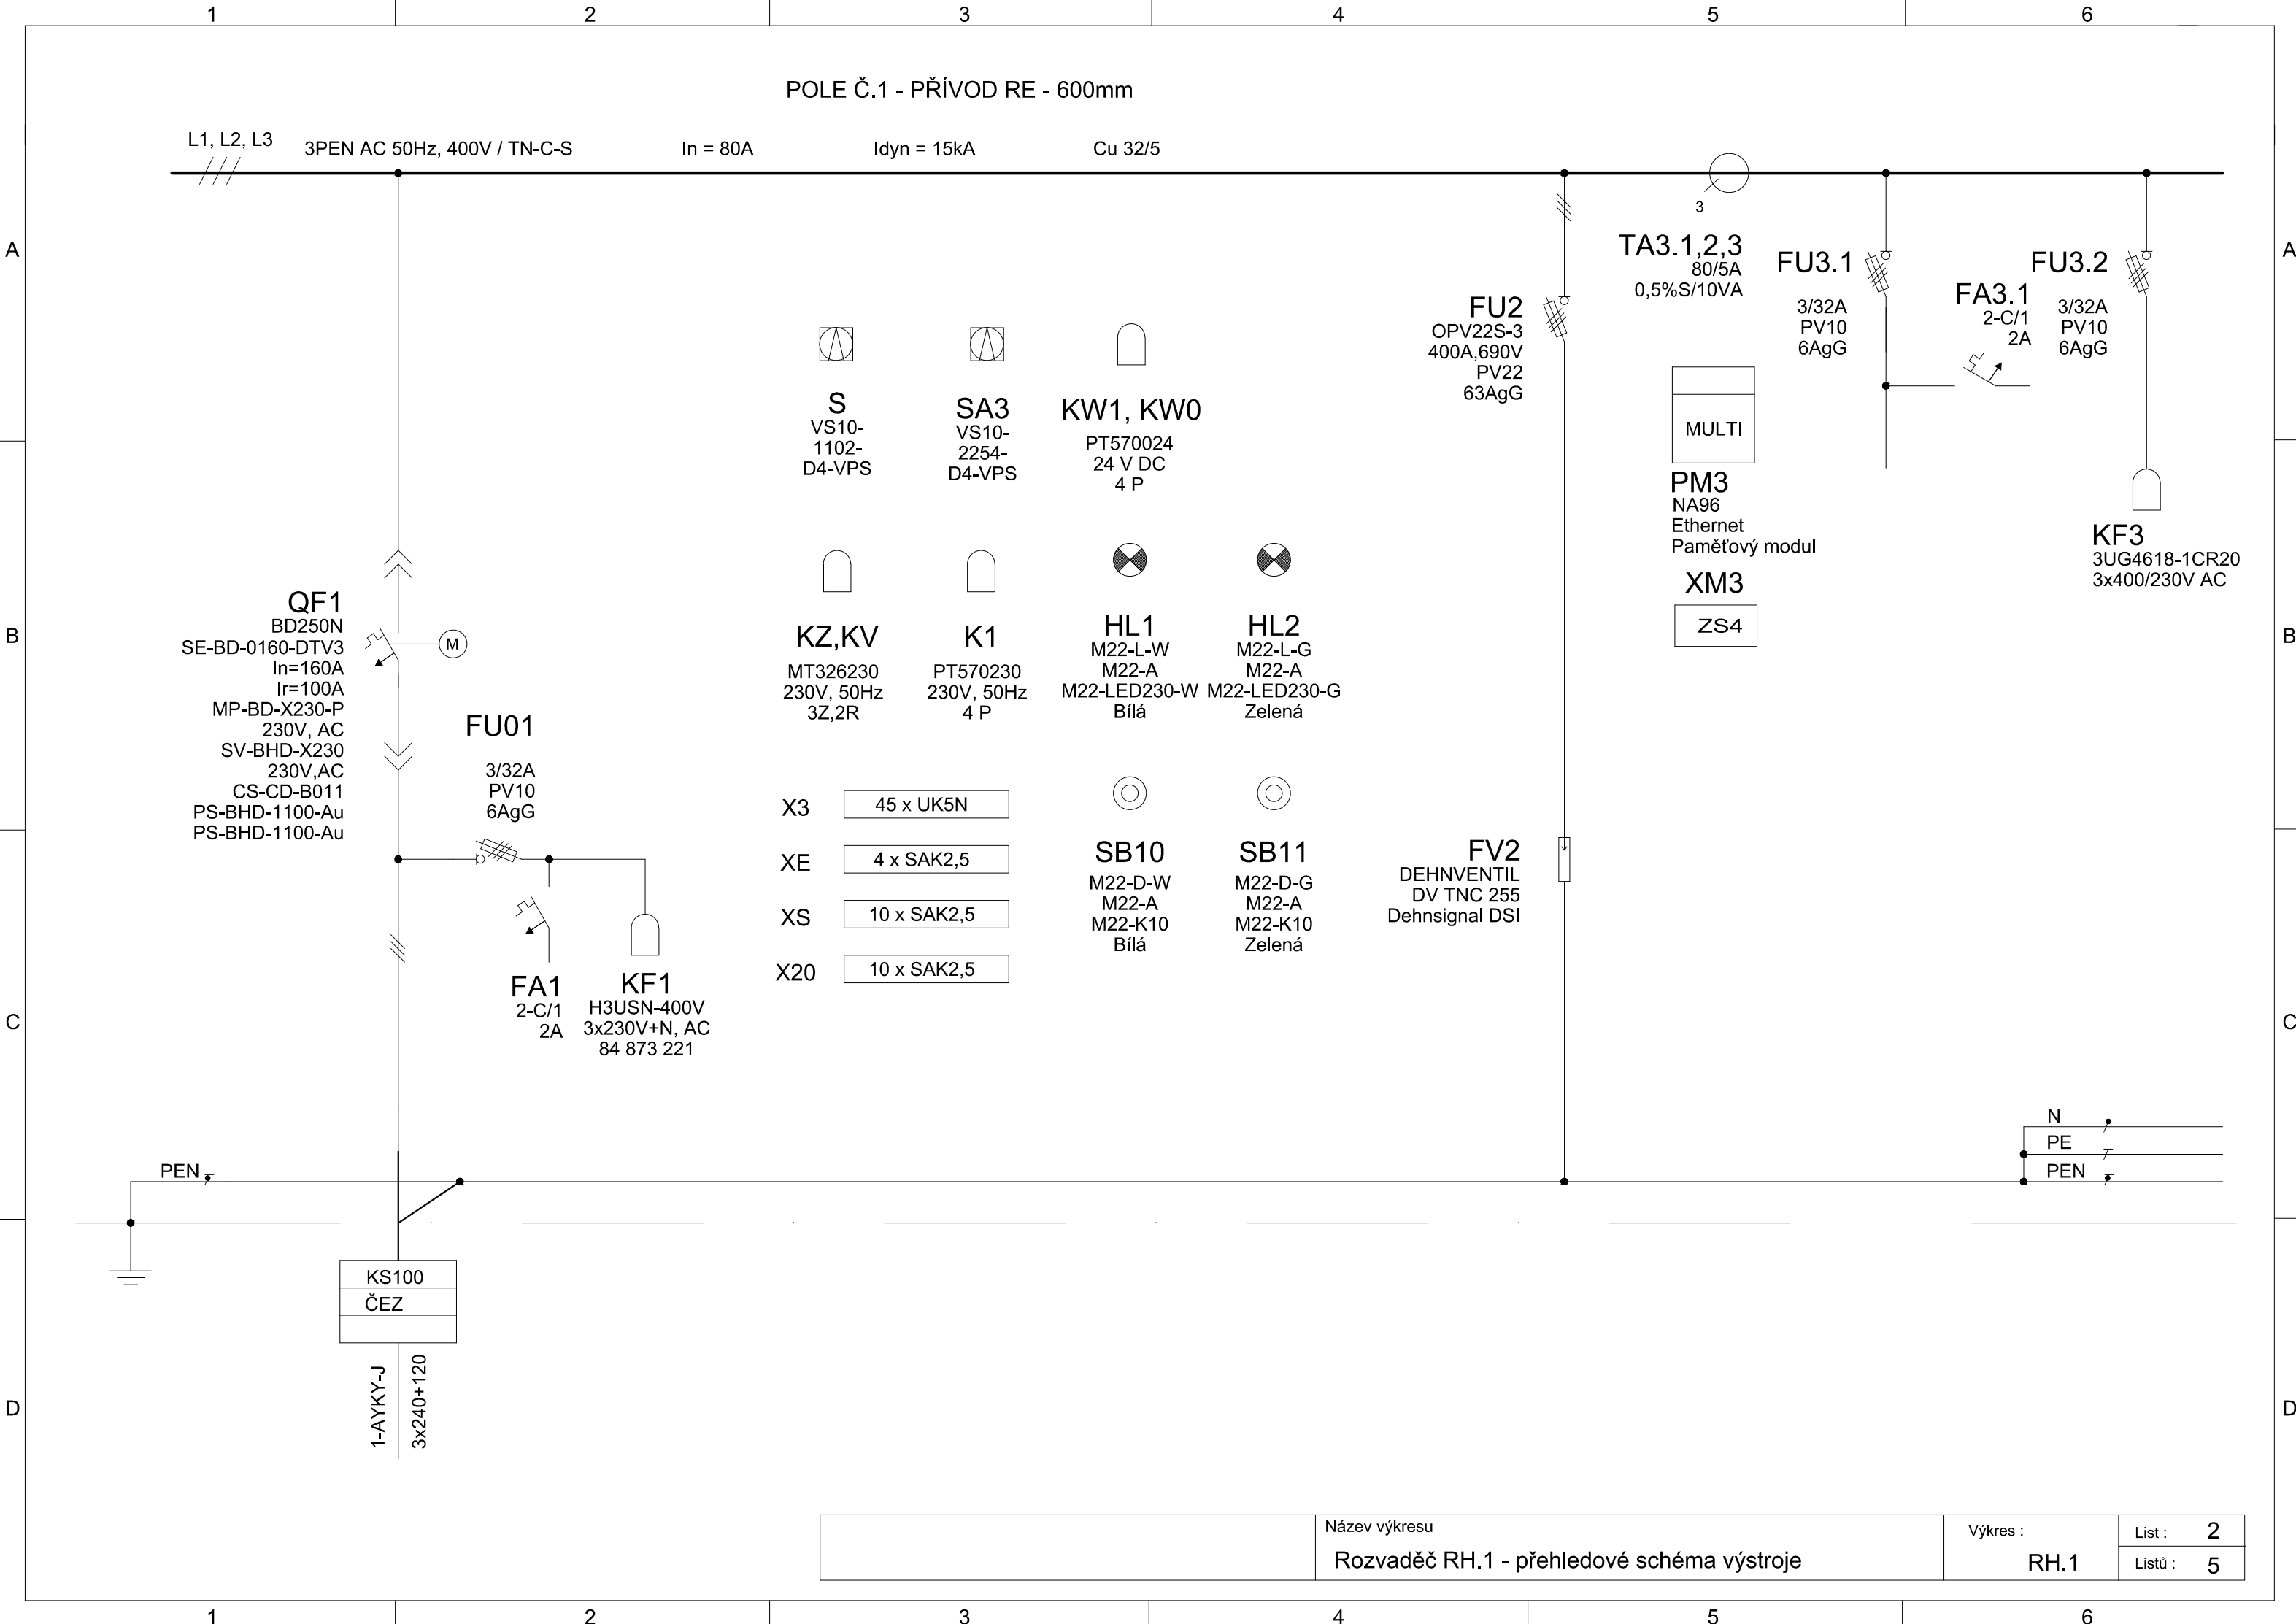 1 2 3 4 5 6
POLE Č.1 - PŘÍVOD RE - 600mm
L1, L2, L3
3PEN AC 50Hz, 400V / TN-C-S
In = 80A
Idyn = 15kA
Cu 32/5
A
A
3
TA3.1,2,3
80/5A
0,5%S/10VA
FU3.1
3/32A
PV10
6AgG
FA3.1
2-C/1
2A
FU3.2
3/32A
PV10
6AgG
FU2
OPV22S-3
400A,690V
PV22
63AgG
S
VS10-
1102-
D4-VPS
SA3
VS10-
2254-
D4-VPS
KW1, KW0
PT570024
24 V DC
4 P
MULTI
PM3
NA96
Ethernet
Paměťový modul
XM3
ZS4
KF3
3UG4618-1CR20
3x400/230V AC
B
B
QF1
BD250N
SE-BD-0160-DTV3
In=160A
Ir=100A
MP-BD-X230-P
230V, AC
SV-BHD-X230
230V,AC
CS-CD-B011
PS-BHD-1100-Au
PS-BHD-1100-Au
M
FU01
3/32A
PV10
6AgG
KZ,KV
MT326230
230V, 50Hz
3Z,2R
K1
PT570230
230V, 50Hz
4 P
HL1
M22-L-W
M22-A
M22-LED230-W
Bílá
HL2
M22-L-G
M22-A
M22-LED230-G
Zelená
X3
45 x UK5N
XE
4 x SAK2,5
XS
10 x SAK2,5
X20
10 x SAK2,5
SB10
M22-D-W
M22-A
M22-K10
Bílá
SB11
M22-D-G
M22-A
M22-K10
Zelená
FV2
DEHNVENTIL
DV TNC 255
Dehnsignal DSI
FA1
2-C/1
2A
KF1
H3USN-400V
3x230V+N, AC
84 873 221
C
C
N
PE
PEN
PEN
KS100
ČEZ
1-AYKY-J
3x240+120
D
D
Název výkresu
Rozvaděč RH.1 - přehledové schéma výstroje
Výkres :
RH.1
List : 2
Listů : 5
1 2 3 4 5 6